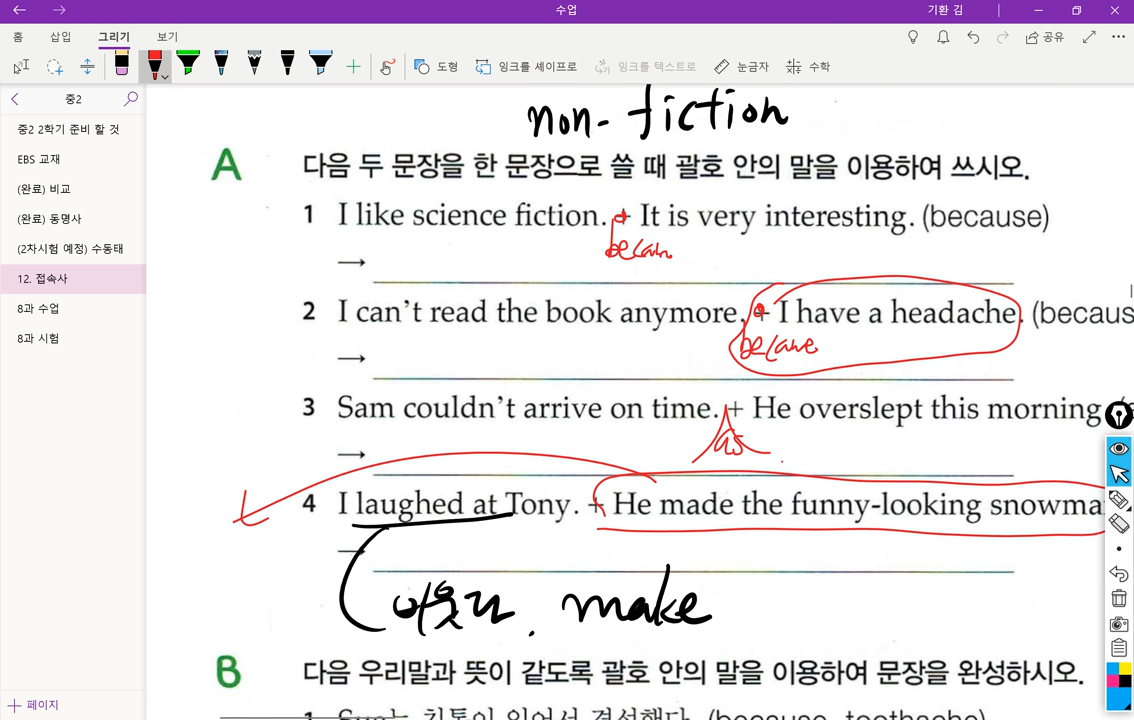 수업
기환 김
홈 삽입 그리기 보기
공유
도형 잉크를 셰이프로 잉크를 텍스트로 눈금자 수학
중2
중2 2학기 준비 할 것
EBS 교재
(완료) 비교
(완료) 동명사
(2차시험 예정) 수동태
12. 접속사
8과 수업
8과 시험
페이지
non- fiction
A 다음 두 문장을 한 문장으로 쓸 때 괄호 안의 말을 이용하여 쓰시오.
1 I like science fiction. + It is very interesting. (because)
→
2 I can't read the book anymore. + I have a headache. (becaus
because
→
3 Sam couldn't arrive on time. + He overslept this morning
as
→
4 I laughed at Tony. + He made the funny-looking snowma
→
비웃다. make
B 다음 우리말과 뜻이 같도록 괄호 안의 말을 이용하여 문장을 완성하시오.